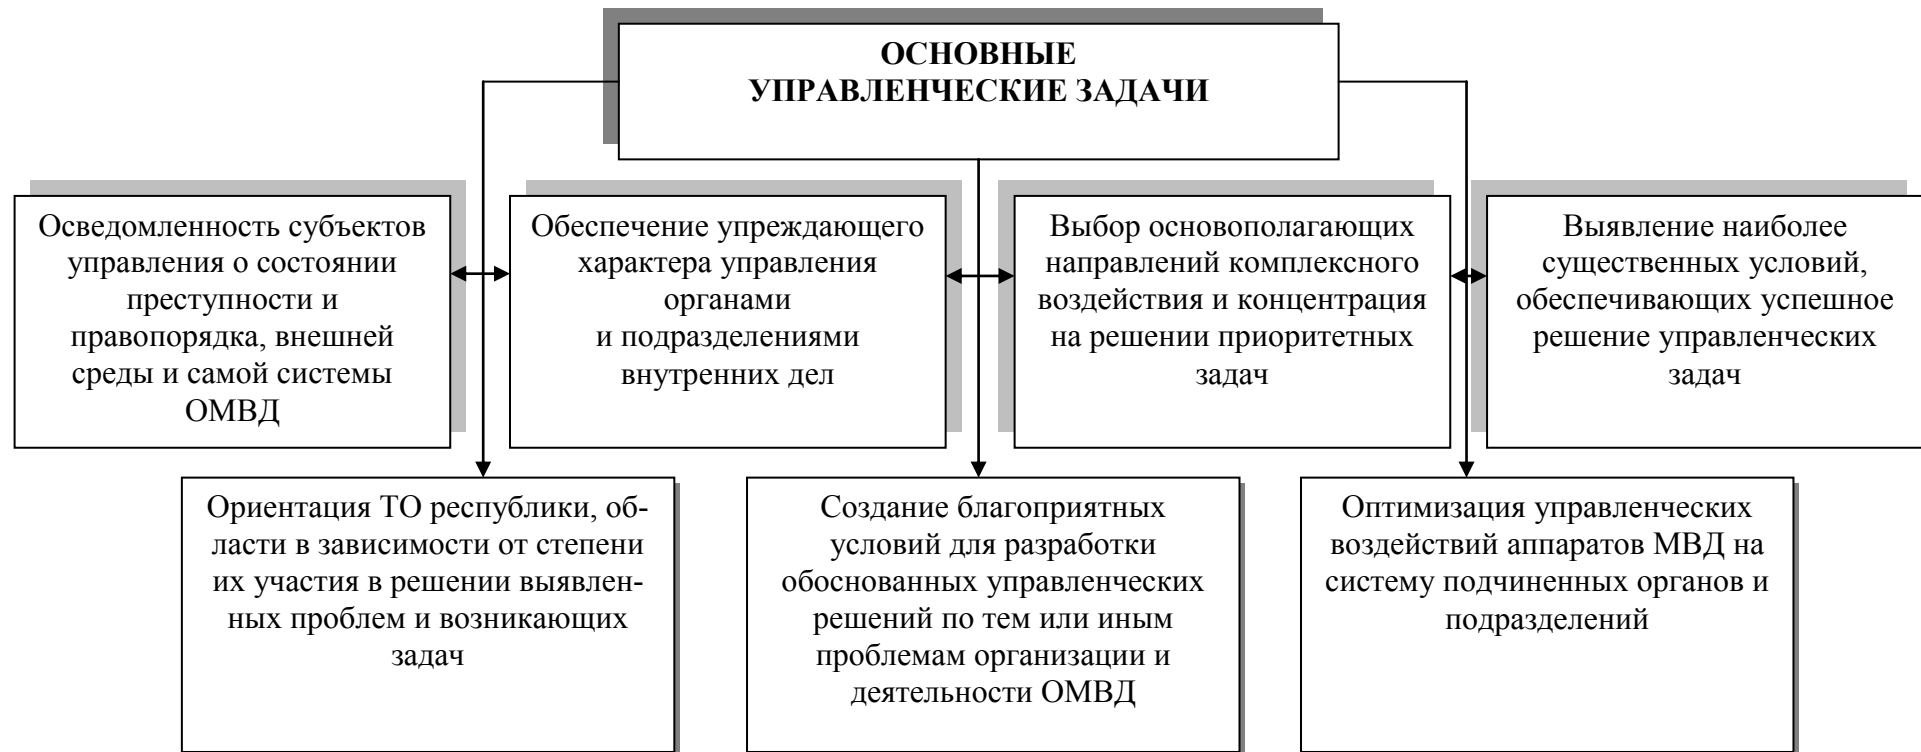 ОСНОВНЫЕ
УПРАВЛЕНЧЕСКИЕ ЗАДАЧИ
Осведомленность субъектов
управления о состоянии
преступности и
правопорядка, внешней
среды и самой системы
ОМВД
Обеспечение упреждающего
характера управления
органами
и подразделениями
внутренних дел
Выбор основополагающих
направлений комплексного
воздействия и концентрация
на решении приоритетных
задач
Выявление наиболее
существенных условий,
обеспечивающих успешное
решение управленческих
задач
Ориентация ТО республики, об-
ласти в зависимости от степени
их участия в решении выявлен-
ных проблем и возникающих
задач
Создание благоприятных
условий для разработки
обоснованных управленческих
решений по тем или иным
проблемам организации и
деятельности ОМВД
Оптимизация управленческих
воздействий аппаратов МВД на
систему подчиненных органов и
подразделений